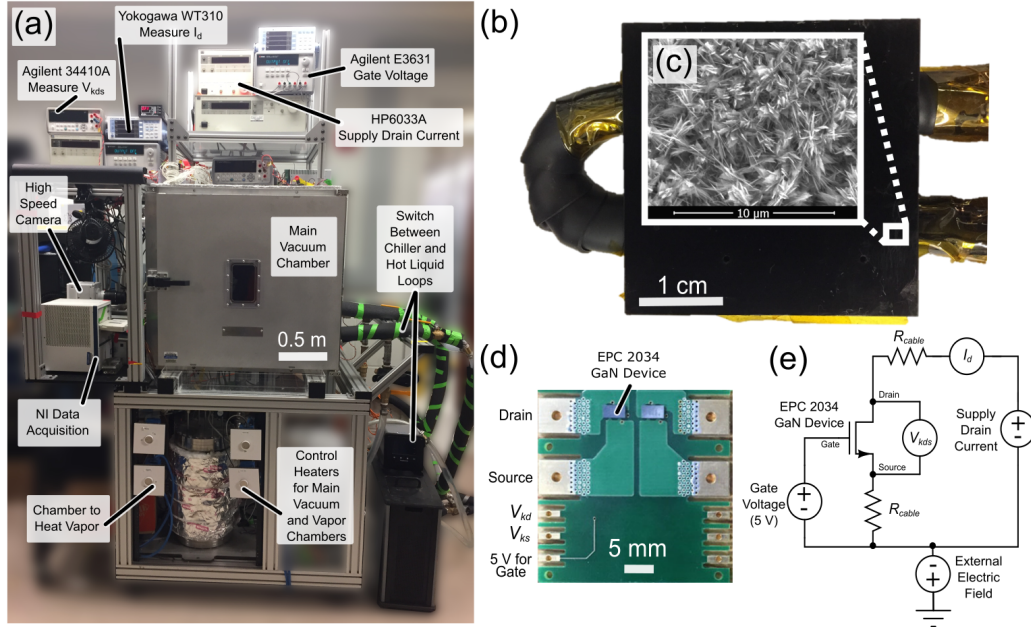 (a)
Yokogawa WT310
Measure I_d
Agilent 34410A
Measure V_kds
Agilent E3631
Gate Voltage
HP6033A
Supply Drain Current
High
Speed
Camera
Main
Vacuum
Chamber
Switch
Between
Chiller and
Hot Liquid
Loops
0.5 m
NI Data
Acquisition
Chamber to
Heat Vapor
Control
Heaters
for Main
Vacuum
and Vapor
Chambers
(b)
(c)
10 µm
1 cm
(d)
EPC 2034
GaN Device
Drain
Source
V_kd
V_ks
5 V for
Gate
5 mm
(e)
R_cable
I_d
EPC 2034
GaN Device
Drain
Gate
V_kds
Source
Supply
Drain
Current
Gate
Voltage
(5 V)
R_cable
External
Electric
Field